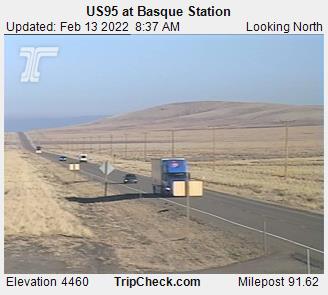 US95 at Basque Station
Updated: Feb 13 2022 8:37 AM Looking North
Elevation 4460 TripCheck.com Milepost 91.62